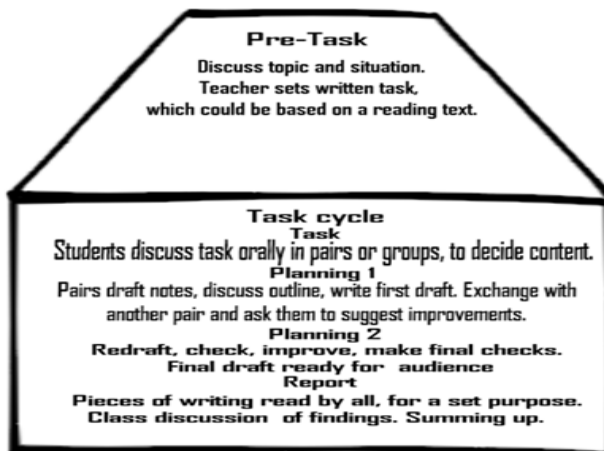 Pre-Task
Discuss topic and situation.
Teacher sets written task,
which could be based on a reading text.
Task cycle
Task
Students discuss task orally in pairs or groups, to decide content.
Planning 1
Pairs draft notes, discuss outline, write first draft. Exchange with
another pair and ask them to suggest improvements.
Planning 2
Redraft, check, improve, make final checks.
Final draft ready for audience
Report
Pieces of writing read by all, for a set purpose.
Class discussion of findings. Summing up.